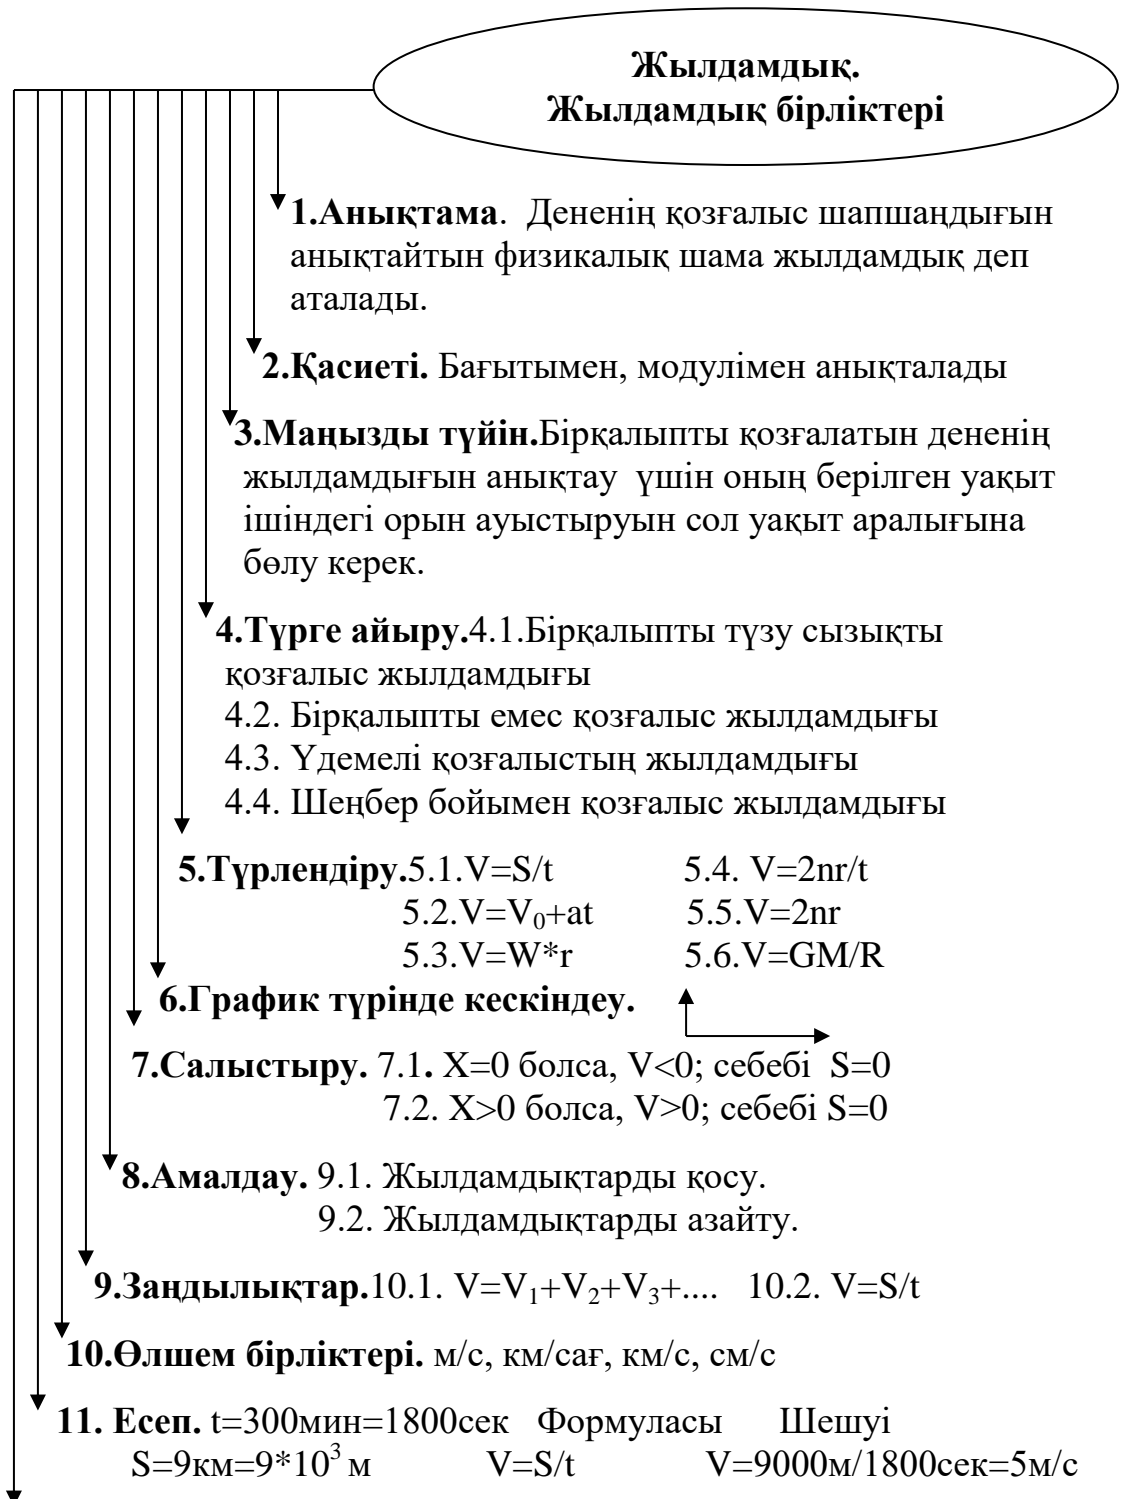 Жылдамдық.
Жылдамдық бірліктері
1.Анықтама. Дененің қозғалыс шапшаңдығын
анықтайтын физикалық шама жылдамдық деп
аталады.
2.Қасиеті. Бағытымен, модулімен анықталады
3.Маңызды түйін.Бірқалыпты қозғалатын дененің
жылдамдығын анықтау үшін оның берілген уақыт
ішіндегі орын ауыстыруын сол уақыт аралығына
бөлу керек.
4.Түрге айыру.4.1.Бірқалыпты түзу сызықты
қозғалыс жылдамдығы
4.2. Бірқалыпты емес қозғалыс жылдамдығы
4.3. Үдемелі қозғалыстың жылдамдығы
4.4. Шеңбер бойымен қозғалыс жылдамдығы
5.Түрлендіру.5.1.V=S/t 5.4. V=2nr/t
5.2.V=V₀+at 5.5.V=2nr
5.3.V=W*r 5.6.V=GM/R
6.График түрінде кескіндеу.
7.Салыстыру. 7.1. X=0 болса, V<0; себебі S=0
7.2. X>0 болса, V>0; себебі S=0
8.Амалдау. 9.1. Жылдамдықтарды қосу.
9.2. Жылдамдықтарды азайту.
9.Заңдылықтар.10.1. V=V₁+V₂+V₃+.... 10.2. V=S/t
10.Өлшем бірліктері. м/с, км/сағ, км/с, см/с
11. Есеп. t=300мин=1800сек Формуласы Шешуі
S=9км=9*10³ м V=S/t V=9000м/1800сек=5м/с